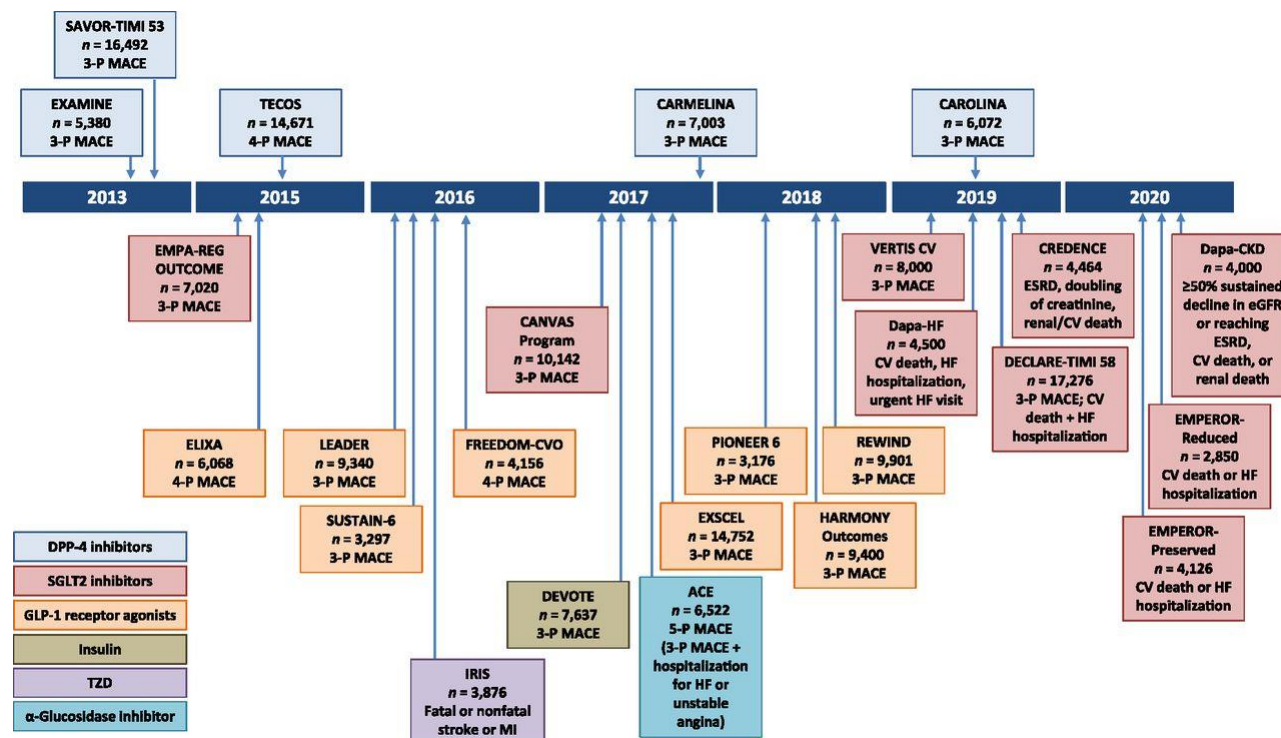 SAVOR-TIMI 53
n = 16,492
3-P MACE
EXAMINE
n = 5,380
3-P MACE
TECOS
n = 14,671
4-P MACE
CARMELINA
n = 7,003
3-P MACE
CAROLINA
n = 6,072
3-P MACE
2013
2015
2016
2017
2018
2019
2020
EMPA-REG
OUTCOME
n = 7,020
3-P MACE
CANVAS
Program
n = 10,142
3-P MACE
VERTIS CV
n = 8,000
3-P MACE
Dapa-HF
n = 4,500
CV death, HF
hospitalization,
urgent HF visit
CREDENCE
n = 4,464
ESRD, doubling
of creatinine,
renal/CV death
DECLARE-TIMI 58
n = 17,276
3-P MACE; CV
death + HF
hospitalization
Dapa-CKD
n = 4,000
≥50% sustained
decline in eGFR
or reaching
ESRD,
CV death, or
renal death
EMPEROR-
Reduced
n = 2,850
CV death or HF
hospitalization
EMPEROR-
Preserved
n = 4,126
CV death or HF
hospitalization
ELIXA
n = 6,068
4-P MACE
LEADER
n = 9,340
3-P MACE
SUSTAIN-6
n = 3,297
3-P MACE
FREEDOM-CVO
n = 4,156
4-P MACE
PIONEER 6
n = 3,176
3-P MACE
EXSCEL
n = 14,752
3-P MACE
REWIND
n = 9,901
3-P MACE
HARMONY
Outcomes
n = 9,400
3-P MACE
DEVOTE
n = 7,637
3-P MACE
ACE
n = 6,522
5-P MACE
(3-P MACE +
hospitalization
for HF or
unstable
angina)
IRIS
n = 3,876
Fatal or nonfatal
stroke or MI
DPP-4 inhibitors
SGLT2 inhibitors
GLP-1 receptor agonists
Insulin
TZD
α-Glucosidase inhibitor